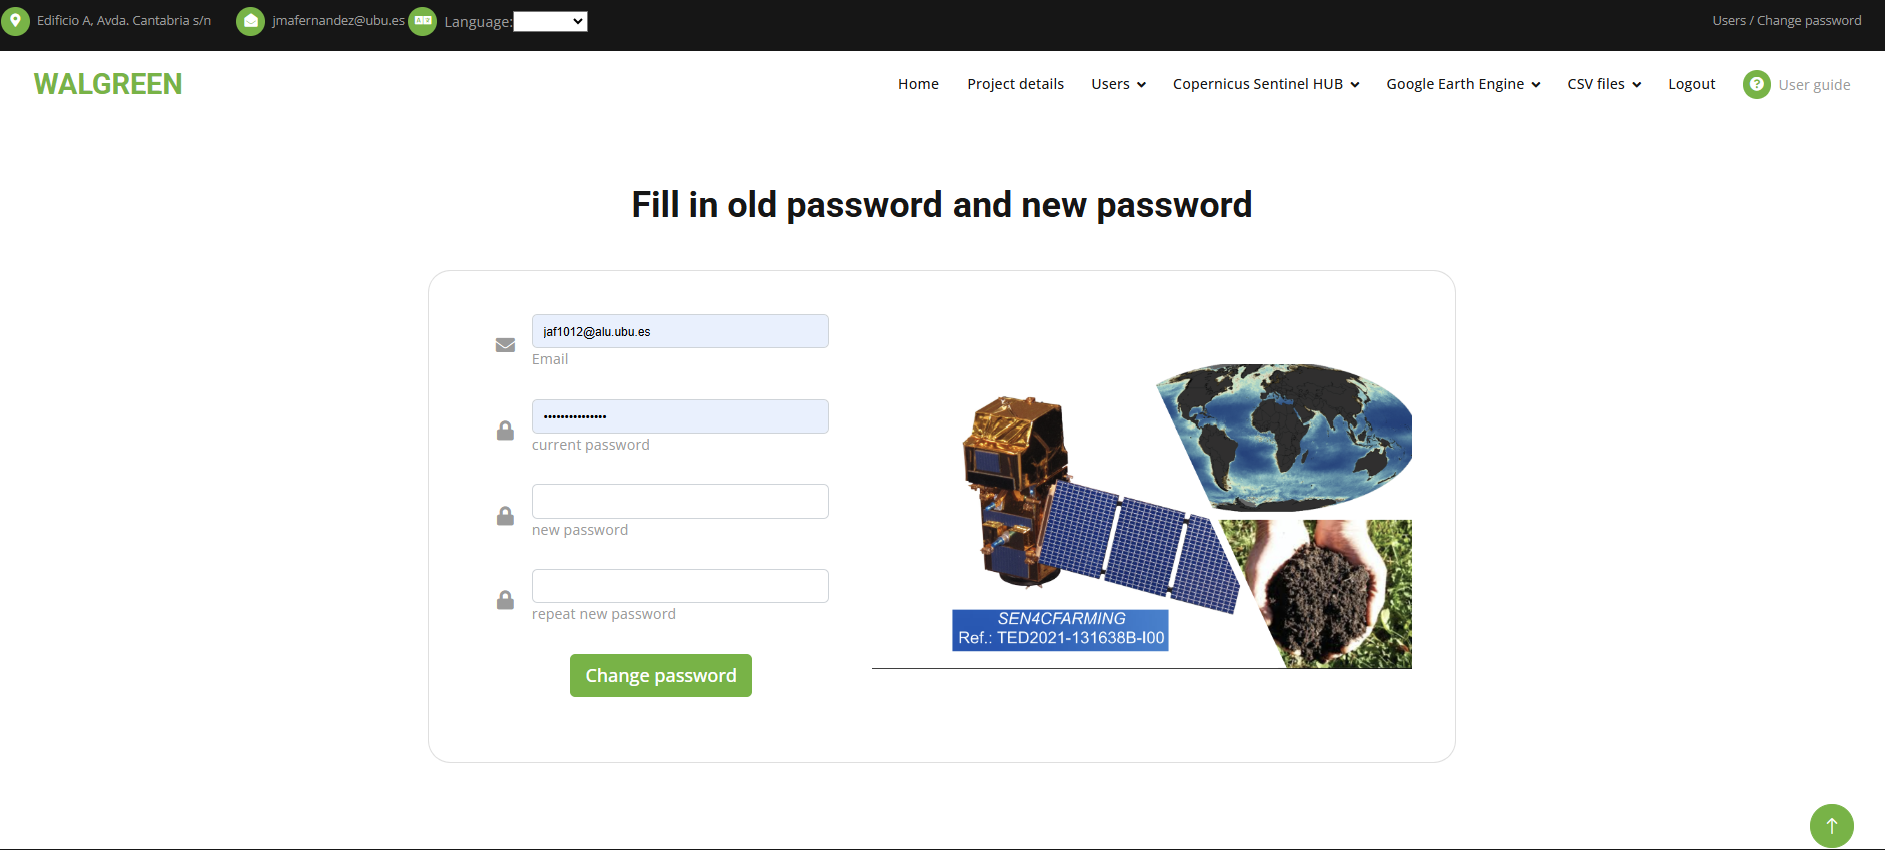 Edificio A, Avda. Cantabria s/n jmafernandez@ubu.es Language: Users / Change password
WALGREEN Home Project details Users Copernicus Sentinel HUB Google Earth Engine CSV files Logout User guide
Fill in old password and new password
jaf1012@alu.ubu.es
Email
•••••••••••••••
current password
new password
repeat new password
Change password
SEN4CFARMING
Ref.: TED2021-131638B-I00